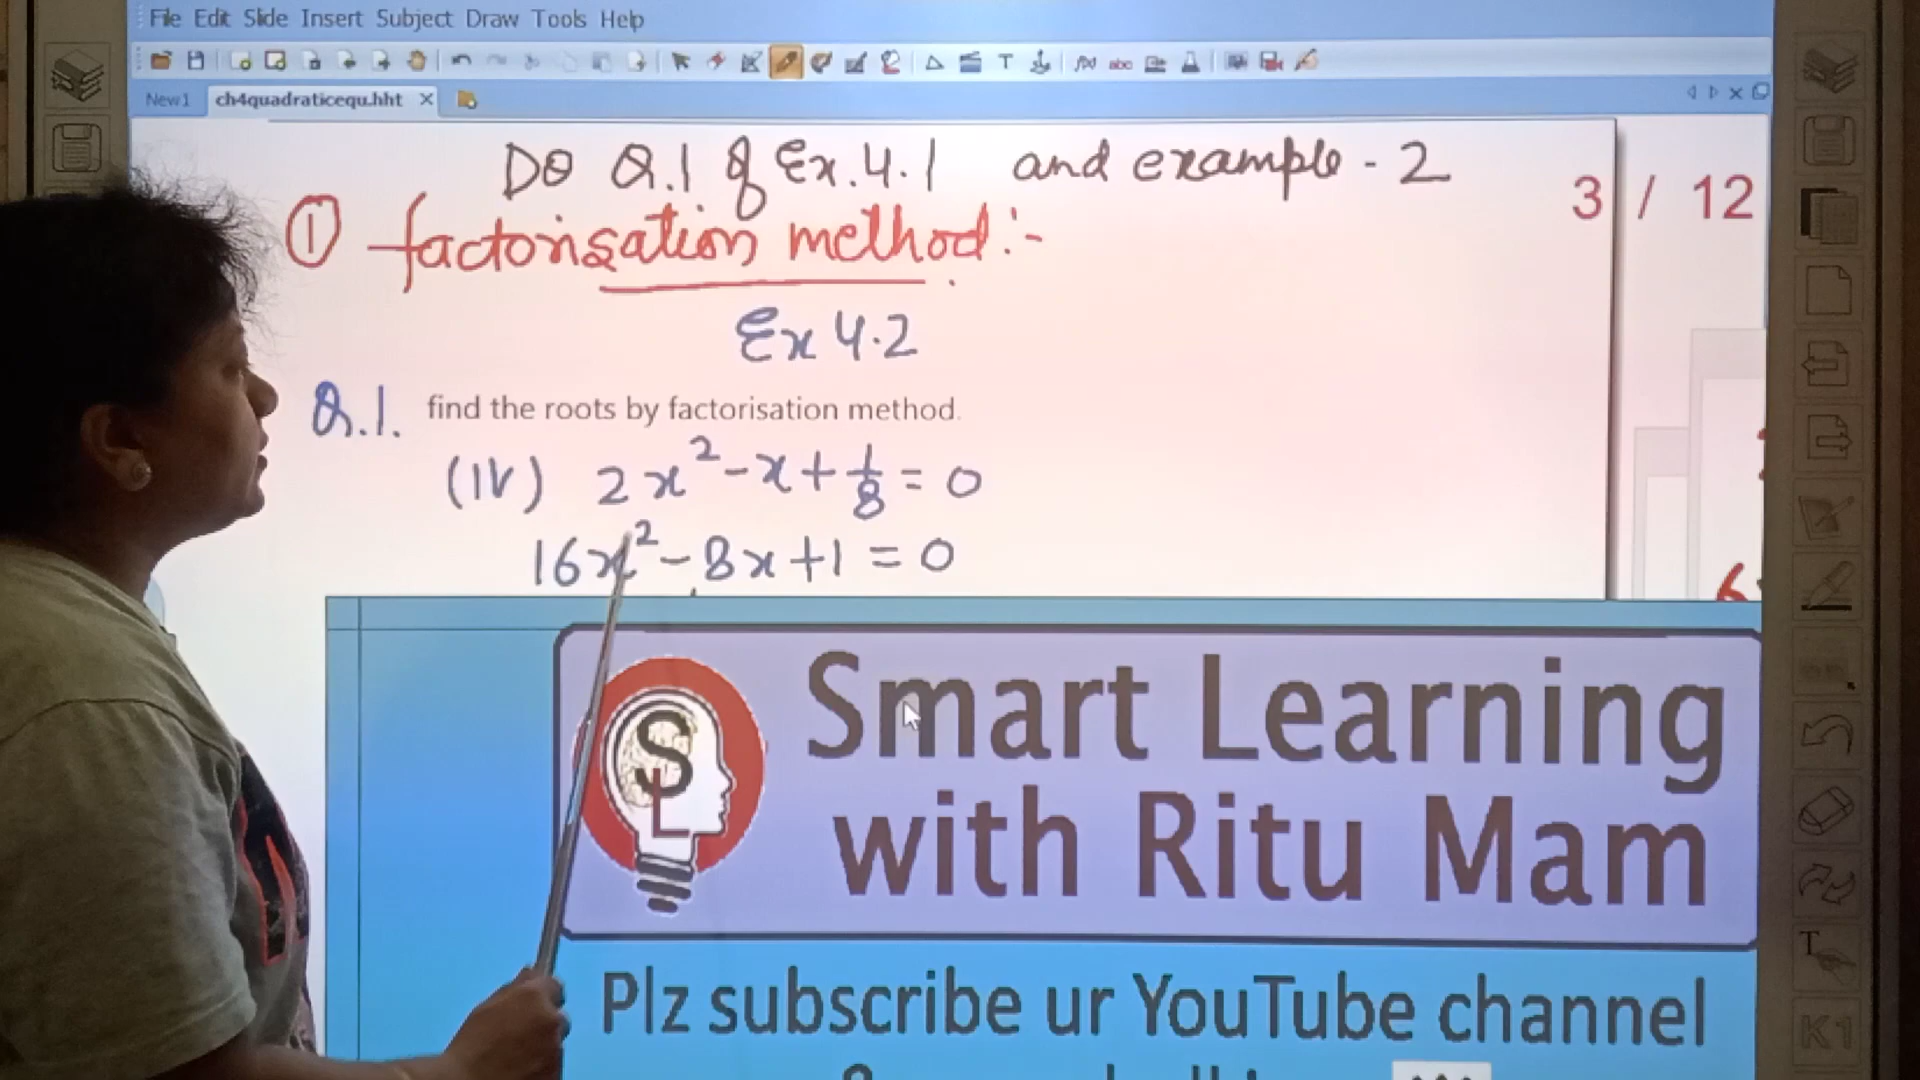 File Edit Slide Insert Subject Draw Tools Help
New1 ch4quadraticequ.hht
Do Q.1 of Ex.4.1 and example-2
3 / 12
① factorisation method:-
Ex 4.2
Q.1. find the roots by factorisation method.
(IV) 2x²-x+1/8=0
16x²-8x+1=0
SL
Smart Learning
with Ritu Mam
Plz subscribe ur YouTube channel
K1